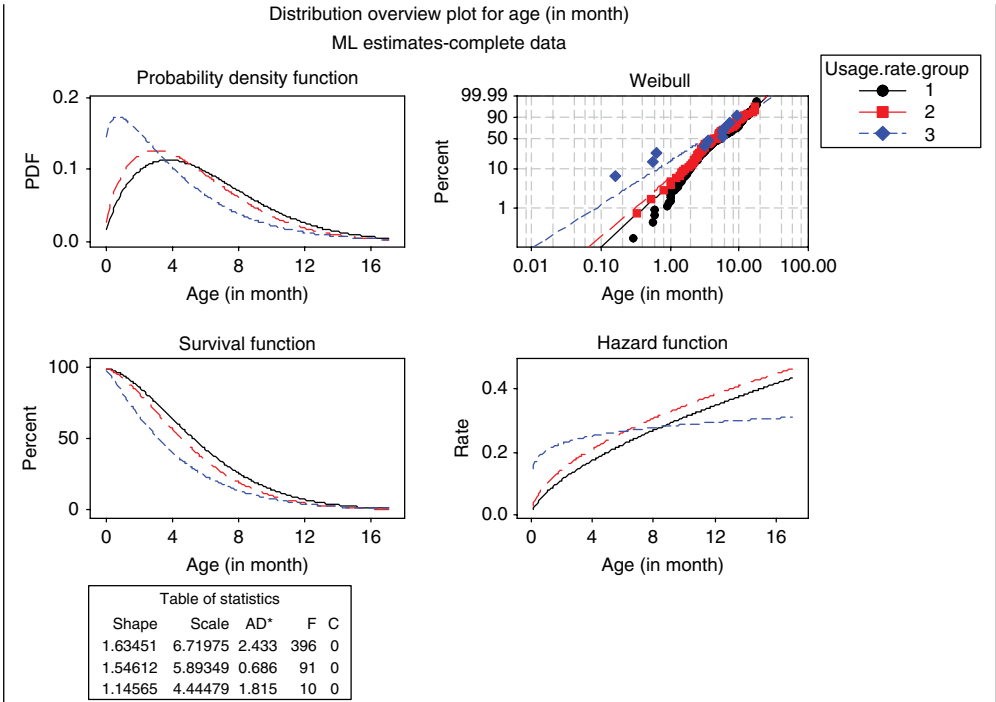 Distribution overview plot for age (in month)
ML estimates-complete data
Probability density function
0.2
0.1
0.0
PDF
0 4 8 12 16
Age (in month)
Weibull
99.99
90
50
10
1
Percent
0.01 0.10 1.00 10.00 100.00
Age (in month)
Usage.rate.group
1
2
3
Survival function
100
50
0
Percent
0 4 8 12 16
Age (in month)
Hazard function
0.4
0.2
0.0
Rate
0 4 8 12 16
Age (in month)
Table of statistics
Shape Scale AD* F C
1.63451 6.71975 2.433 396 0
1.54612 5.89349 0.686 91 0
1.14565 4.44479 1.815 10 0